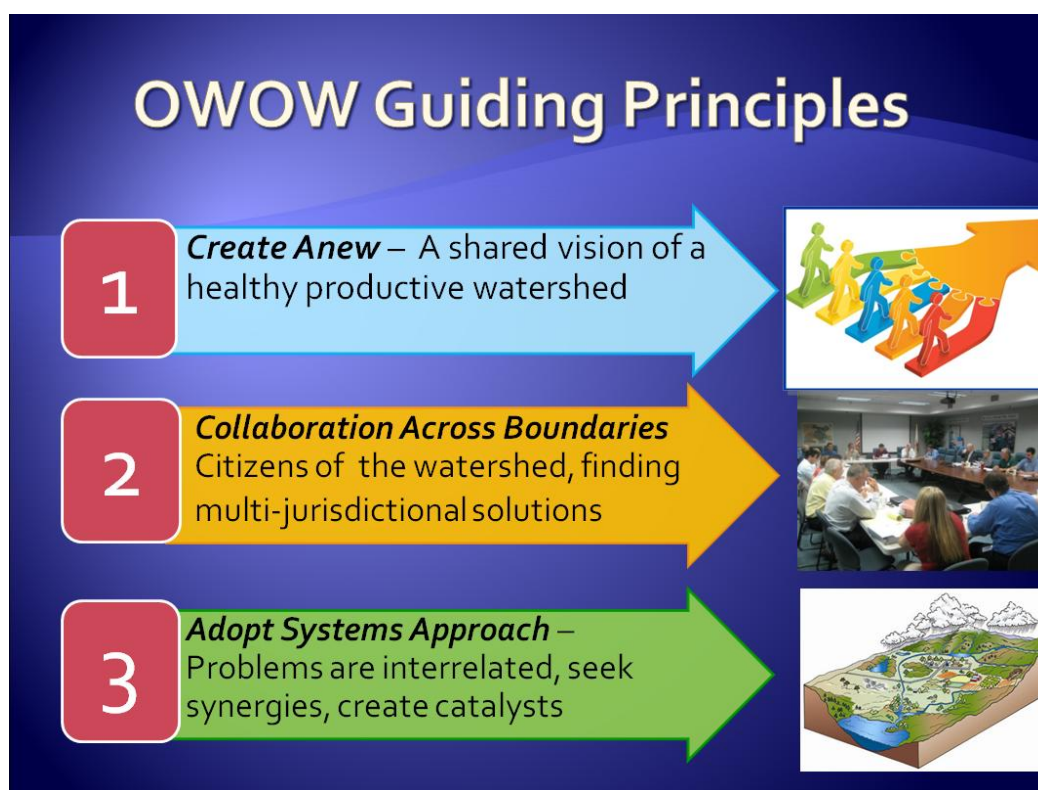 OWOW Guiding Principles
1
Create Anew – A shared vision of a
healthy productive watershed
2
Collaboration Across Boundaries
Citizens of the watershed, finding
multi-jurisdictional solutions
3
Adopt Systems Approach –
Problems are interrelated, seek
synergies, create catalysts